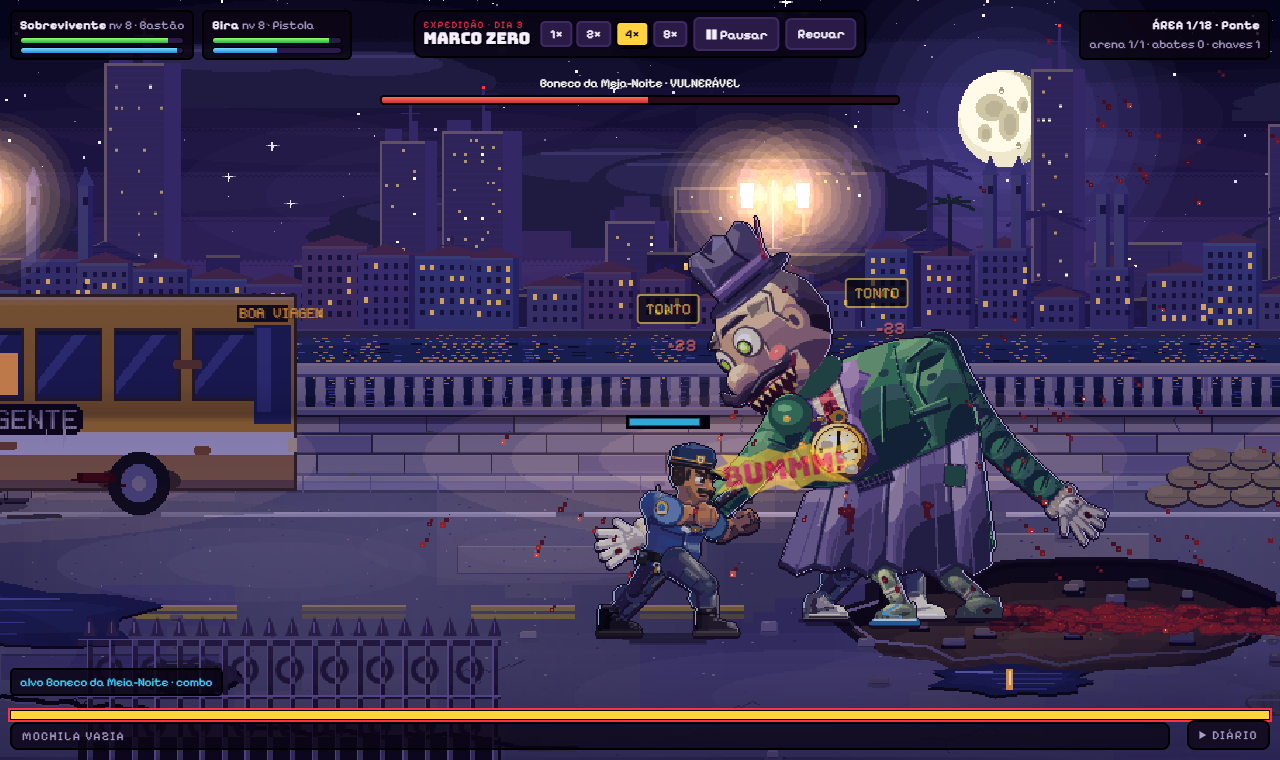 Sobrevivente nv 8 · Bastão
Bira nv 8 · Pistola
EXPEDIÇÃO · DIA 3
MARCO ZERO
1×
2×
4×
8×
Pausar
Recuar
ÁREA 1/18 · Ponte
arena 1/1 · abates 0 · chaves 1
Boneco da Meia-Noite · VULNERÁVEL
TONTO
TONTO
-23
-23
BOA VIAGEM
GENTE
BUMMM!
alvo Boneco da Meia-Noite · combo
MOCHILA VAZIA
DIÁRIO